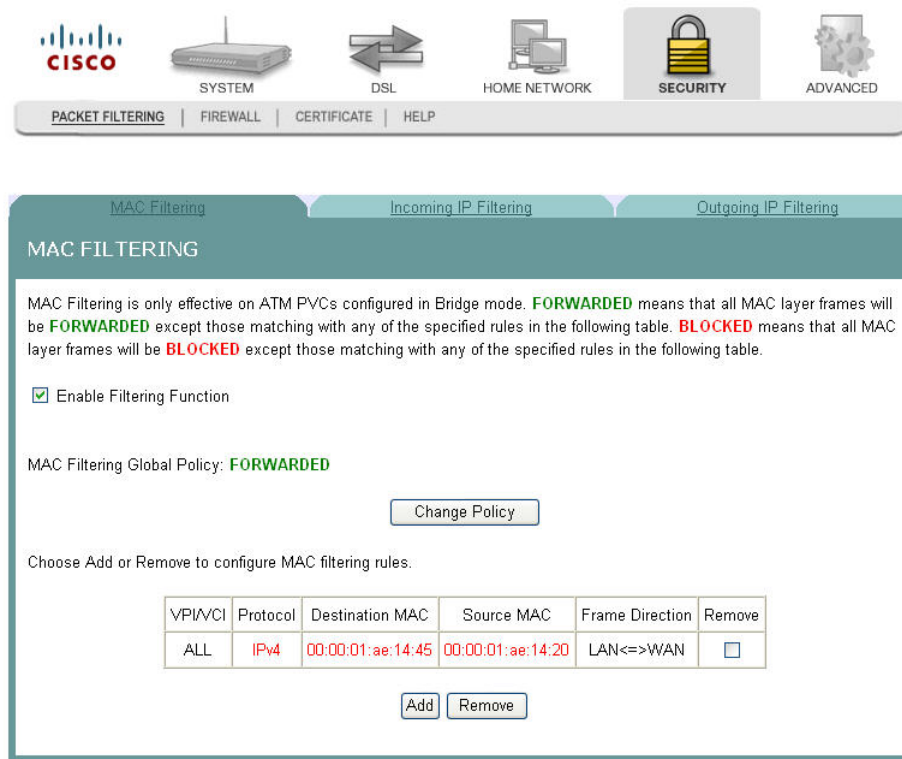 CISCO
SYSTEM
DSL
HOME NETWORK
SECURITY
ADVANCED
PACKET FILTERING | FIREWALL | CERTIFICATE | HELP
MAC Filtering
Incoming IP Filtering
Outgoing IP Filtering
MAC FILTERING
MAC Filtering is only effective on ATM PVCs configured in Bridge mode. FORWARDED means that all MAC layer frames will
be FORWARDED except those matching with any of the specified rules in the following table. BLOCKED means that all MAC
layer frames will be BLOCKED except those matching with any of the specified rules in the following table.
Enable Filtering Function
MAC Filtering Global Policy: FORWARDED
Change Policy
Choose Add or Remove to configure MAC filtering rules.
VPI/VCI Protocol Destination MAC Source MAC Frame Direction Remove
ALL IPv4 00:00:01:ae:14:45 00:00:01:ae:14:20 LAN<=>WAN
Add Remove